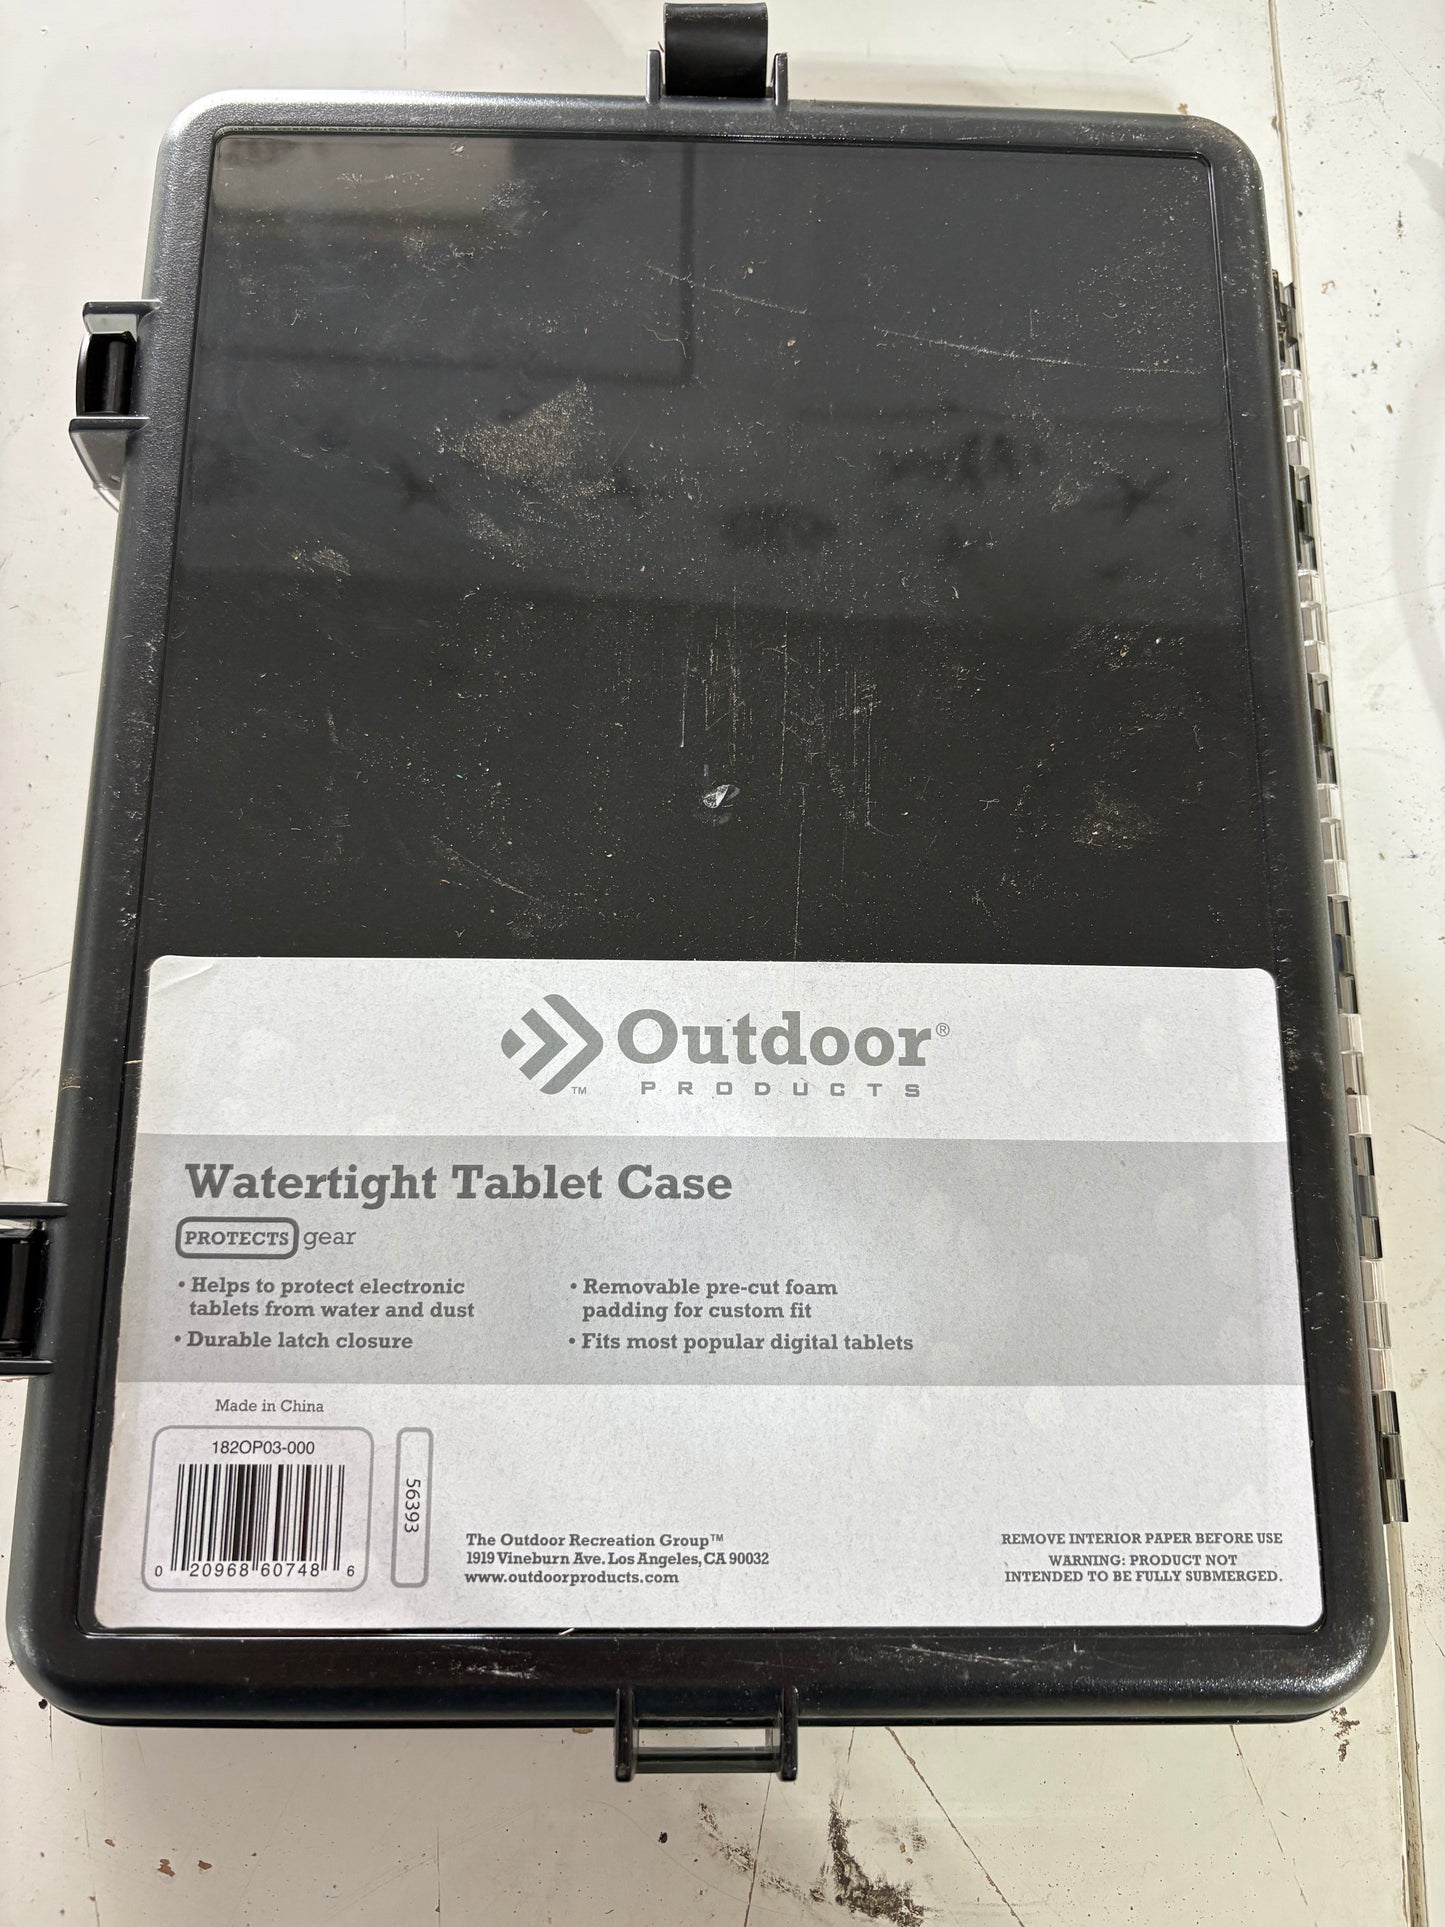 Outdoor®
™ PRODUCTS
Watertight Tablet Case
PROTECTS gear
• Helps to protect electronic
tablets from water and dust
• Durable latch closure
• Removable pre-cut foam
padding for custom fit
• Fits most popular digital tablets
Made in China
182OP03-000
0 20968 60748 6
56393
The Outdoor Recreation Group™
1919 Vineburn Ave. Los Angeles, CA 90032
www.outdoorproducts.com
REMOVE INTERIOR PAPER BEFORE USE
WARNING: PRODUCT NOT
INTENDED TO BE FULLY SUBMERGED.